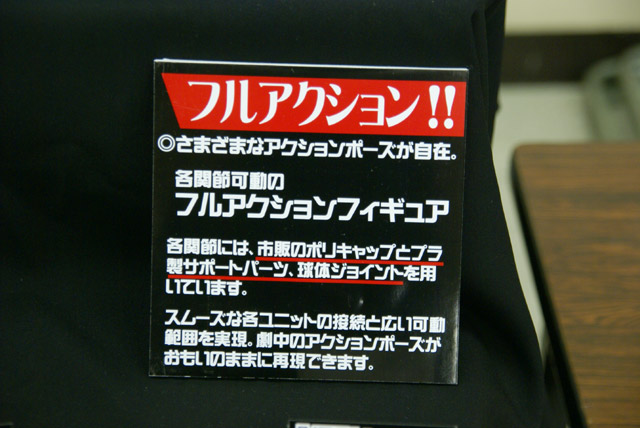 フルアクション!!
◎さまざまなアクションポーズが自在。
各関節可動の
フルアクションフィギュア
各関節には、市販のポリキャップとプラ
製サポートパーツ、球体ジョイントを用
いています。
スムーズな各ユニットの接続と広い可動
範囲を実現。劇中のアクションポーズが
おもいのままに再現できます。